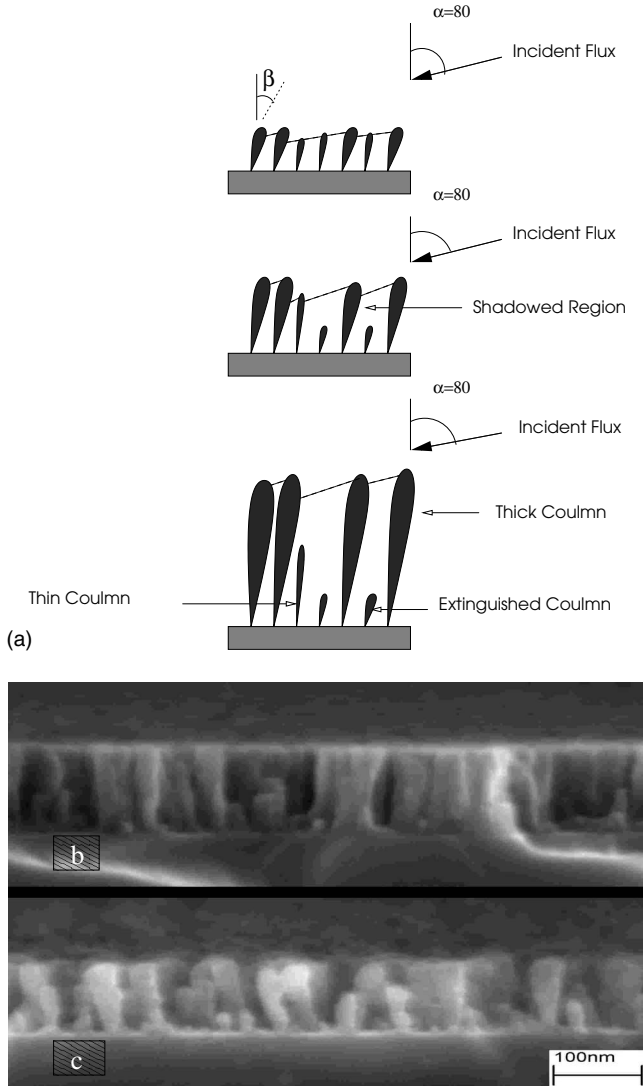 α=80
Incident Flux
β
α=80
Incident Flux
Shadowed Region
α=80
Incident Flux
Thick Coulmn
Thin Coulmn
Extinguished Coulmn
(a)
b
c
100nm